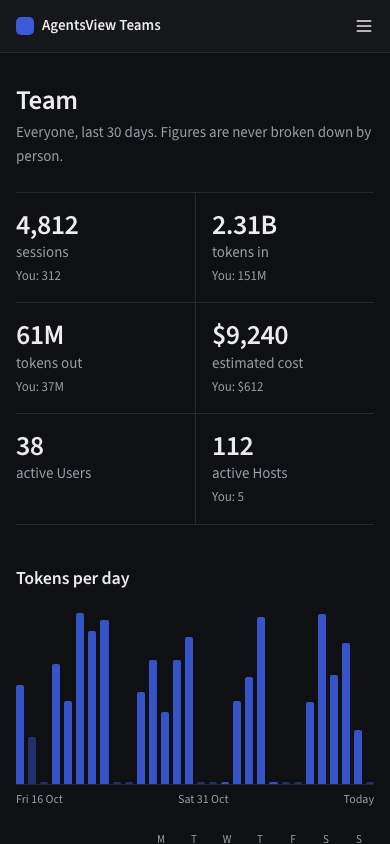 AgentsView Teams
Team
Everyone, last 30 days. Figures are never broken down by
person.
4,812
sessions
You: 312
2.31B
tokens in
You: 151M
61M
tokens out
You: 37M
$9,240
estimated cost
You: $612
38
active Users
112
active Hosts
You: 5
Tokens per day
Fri 16 Oct
Sat 31 Oct
Today
M T W T F S S